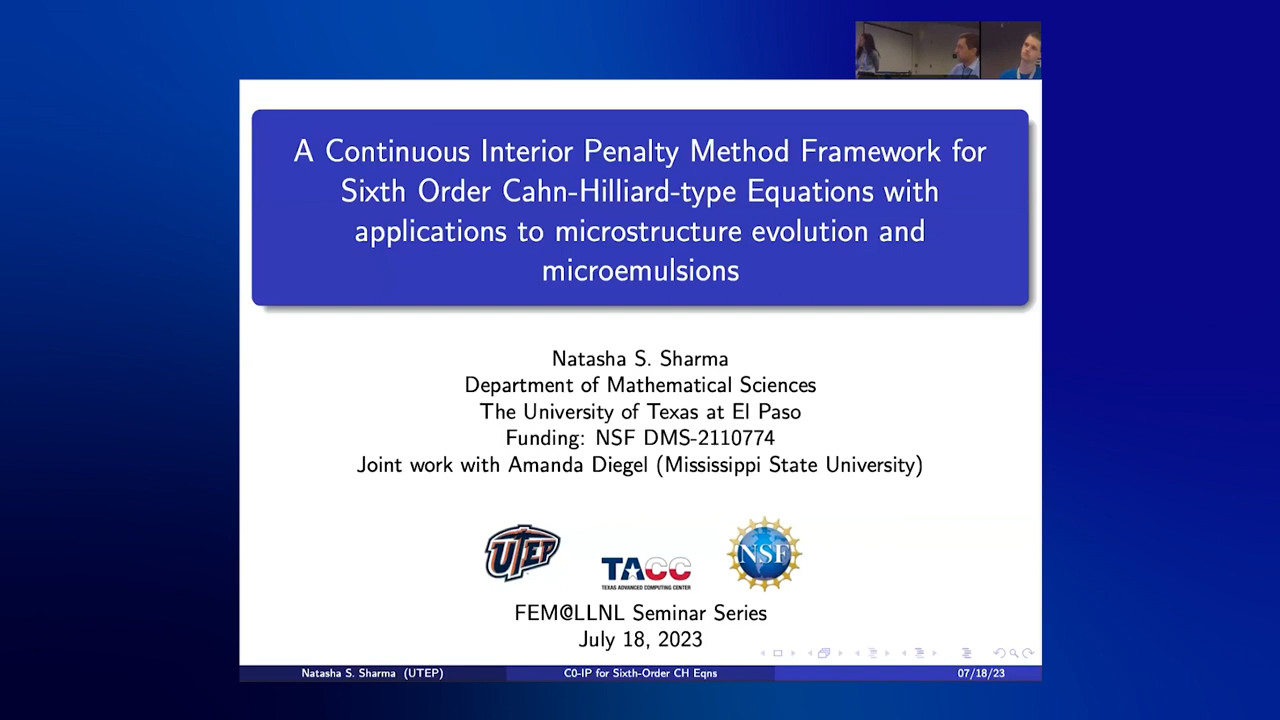 A Continuous Interior Penalty Method Framework for
Sixth Order Cahn-Hilliard-type Equations with
applications to microstructure evolution and
microemulsions
Natasha S. Sharma
Department of Mathematical Sciences
The University of Texas at El Paso
Funding: NSF DMS-2110774
Joint work with Amanda Diegel (Mississippi State University)
UTEP
TACC
TEXAS ADVANCED COMPUTING CENTER
NSF
FEM@LLNL Seminar Series
July 18, 2023
Natasha S. Sharma (UTEP)
C0-IP for Sixth-Order CH Eqns
07/18/23